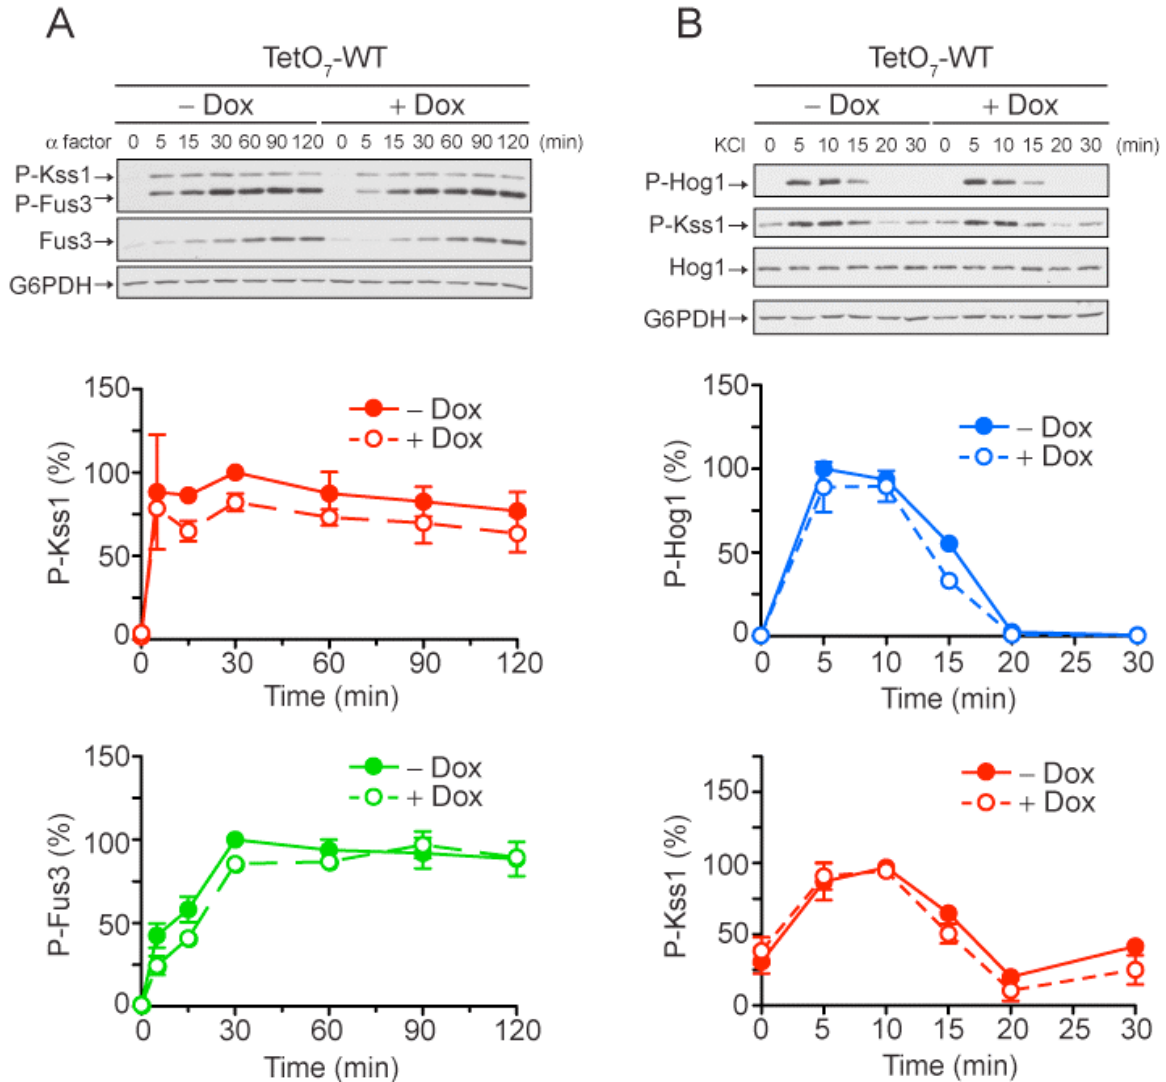 A
TetO7-WT
– Dox + Dox
α factor 0 5 15 30 60 90 120 0 5 15 30 60 90 120 (min)
P-Kss1
P-Fus3
Fus3
G6PDH
150
100
50
0
P-Kss1 (%)
– Dox
+ Dox
0 30 60 90 120
Time (min)
150
100
50
0
P-Fus3 (%)
– Dox
+ Dox
0 30 60 90 120
Time (min)
B
TetO7-WT
– Dox + Dox
KCl 0 5 10 15 20 30 0 5 10 15 20 30 (min)
P-Hog1
P-Kss1
Hog1
G6PDH
150
100
50
0
P-Hog1 (%)
– Dox
+ Dox
0 5 10 15 20 25 30
Time (min)
150
100
50
0
P-Kss1 (%)
– Dox
+ Dox
0 5 10 15 20 30
Time (min)